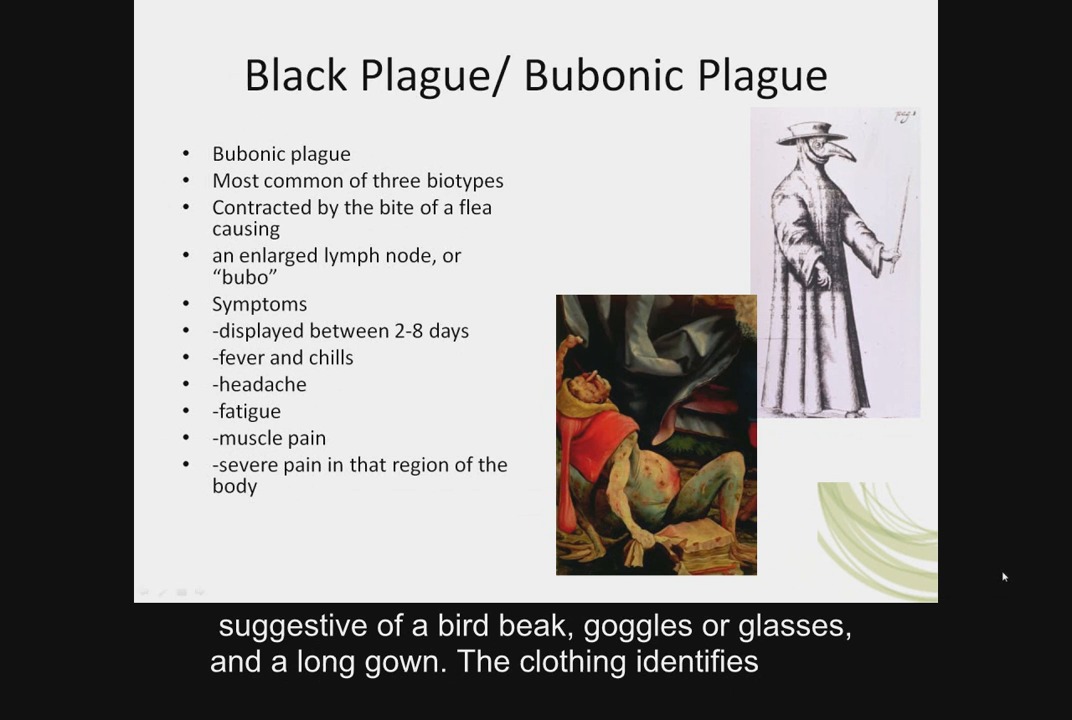 Black Plague/ Bubonic Plague
• Bubonic plague
• Most common of three biotypes
• Contracted by the bite of a flea
causing
• an enlarged lymph node, or
“bubo”
• Symptoms
• -displayed between 2-8 days
• -fever and chills
• -headache
• -fatigue
• -muscle pain
• -severe pain in that region of the
body
suggestive of a bird beak, goggles or glasses,
and a long gown. The clothing identifies